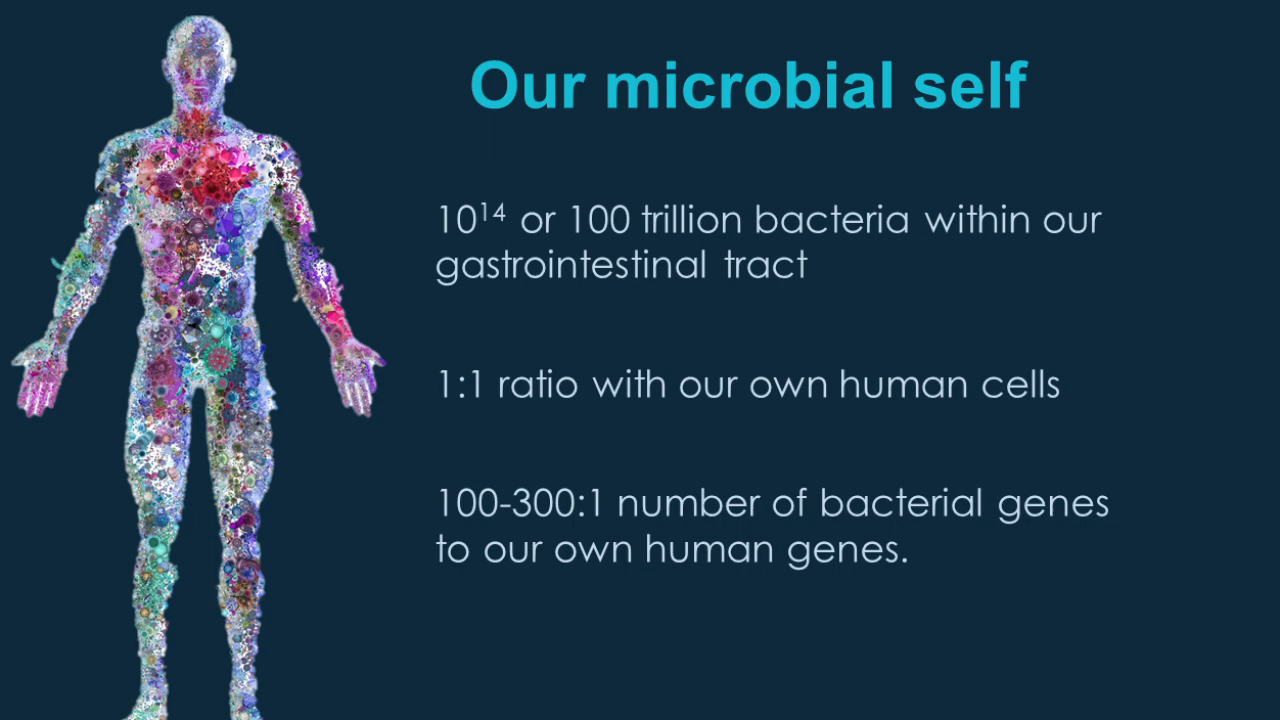 Our microbial self
10¹⁴ or 100 trillion bacteria within our
gastrointestinal tract
1:1 ratio with our own human cells
100-300:1 number of bacterial genes
to our own human genes.